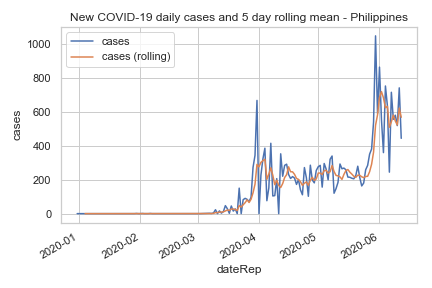 New COVID-19 daily cases and 5 day rolling mean - Philippines
cases
cases (rolling)
1000
800
600
400
200
0
cases
2020-01
2020-02
2020-03
2020-04
2020-05
2020-06
dateRep